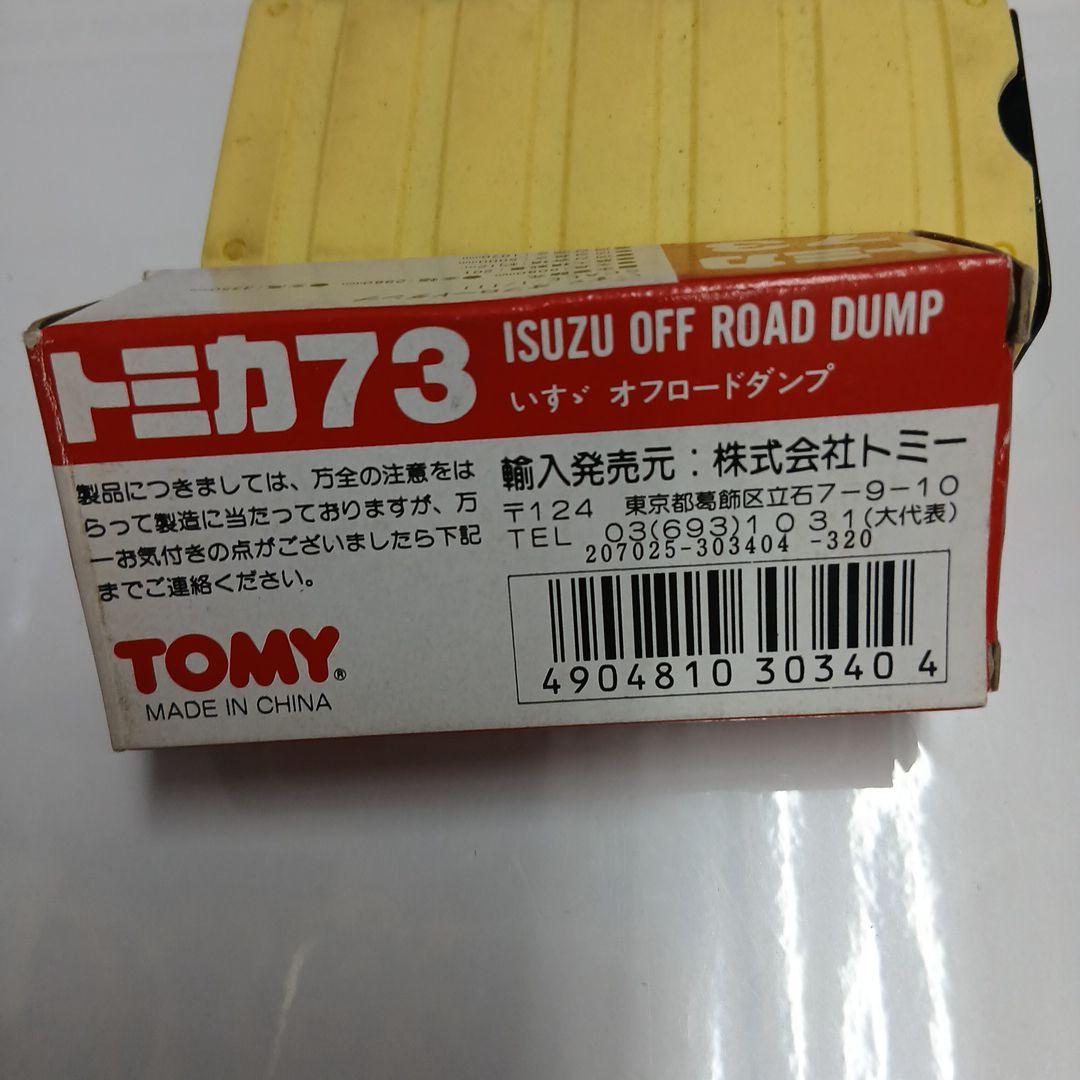 トミカ73
ISUZU OFF ROAD DUMP
いすゞ オフロードダンプ
製品につきましては、万全の注意をは
らって製造に当たっておりますが、万
一お気付きの点がございましたら下記
までご連絡ください。
TOMY®
MADE IN CHINA
輸入発売元：株式会社トミー
〒124 東京都葛飾区立石7-9-10
TEL 03(693)1031(大代表)
207025-303404 -320
4904810 303404